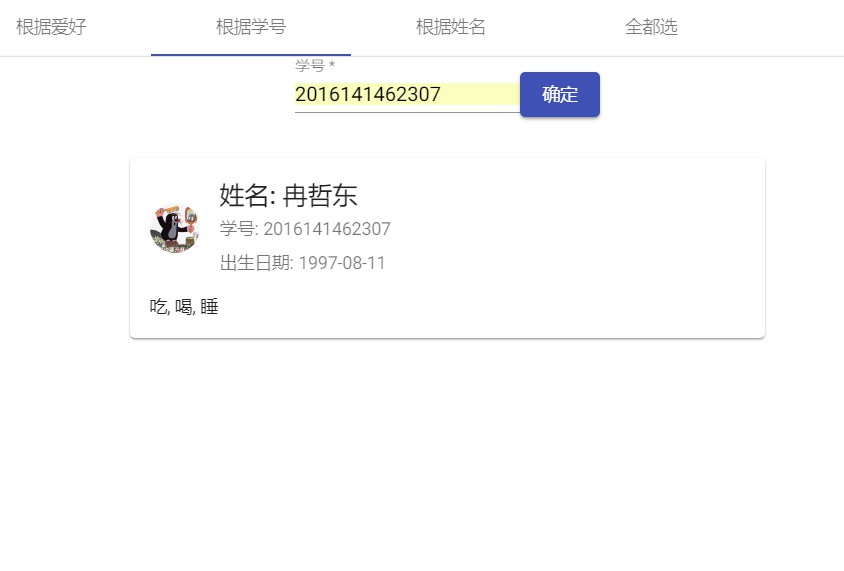 根据爱好 根据学号 根据姓名 全都选
学号 *
2016141462307 确定
姓名: 冉哲东
学号: 2016141462307
出生日期: 1997-08-11
吃, 喝, 睡